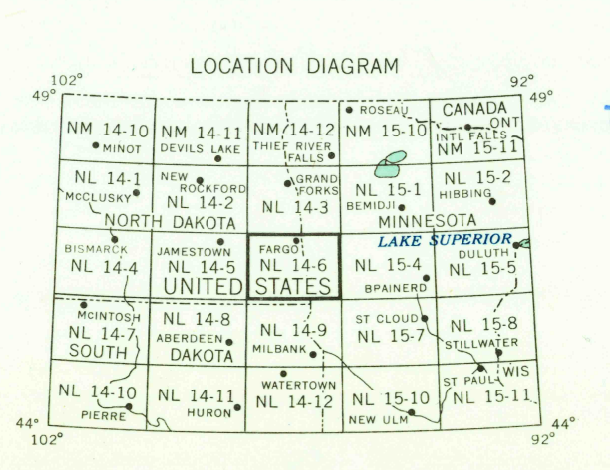 LOCATION DIAGRAM
102° 92°
49° 49°
NM 14-10 MINOT
NM 14-11 DEVILS LAKE
NM 14-12 THIEF RIVER FALLS
ROSEAU NM 15-10
CANADA ONT
INTL FALLS NM 15-11
NL 14-1 McCLUSKY
NEW ROCKFORD NL 14-2
GRAND FORKS NL 14-3
NL 15-1 BEMIDJI
NL 15-2 HIBBING
NORTH DAKOTA MINNESOTA
LAKE SUPERIOR
BISMARCK NL 14-4
JAMESTOWN NL 14-5
FARGO NL 14-6
NL 15-4 BPAINERD
DULUTH NL 15-5
UNITED STATES
McINTOSH NL 14-7
NL 14-8 ABERDEEN
NL 14-9 MILBANK
ST CLOUD NL 15-7
NL 15-8 STILLWATER
SOUTH DAKOTA
NL 14-10 PIERRE
NL 14-11 HURON
WATERTOWN NL 14-12
NL 15-10 NEW ULM
ST PAUL WIS
NL 15-11
44° 44°
102° 92°